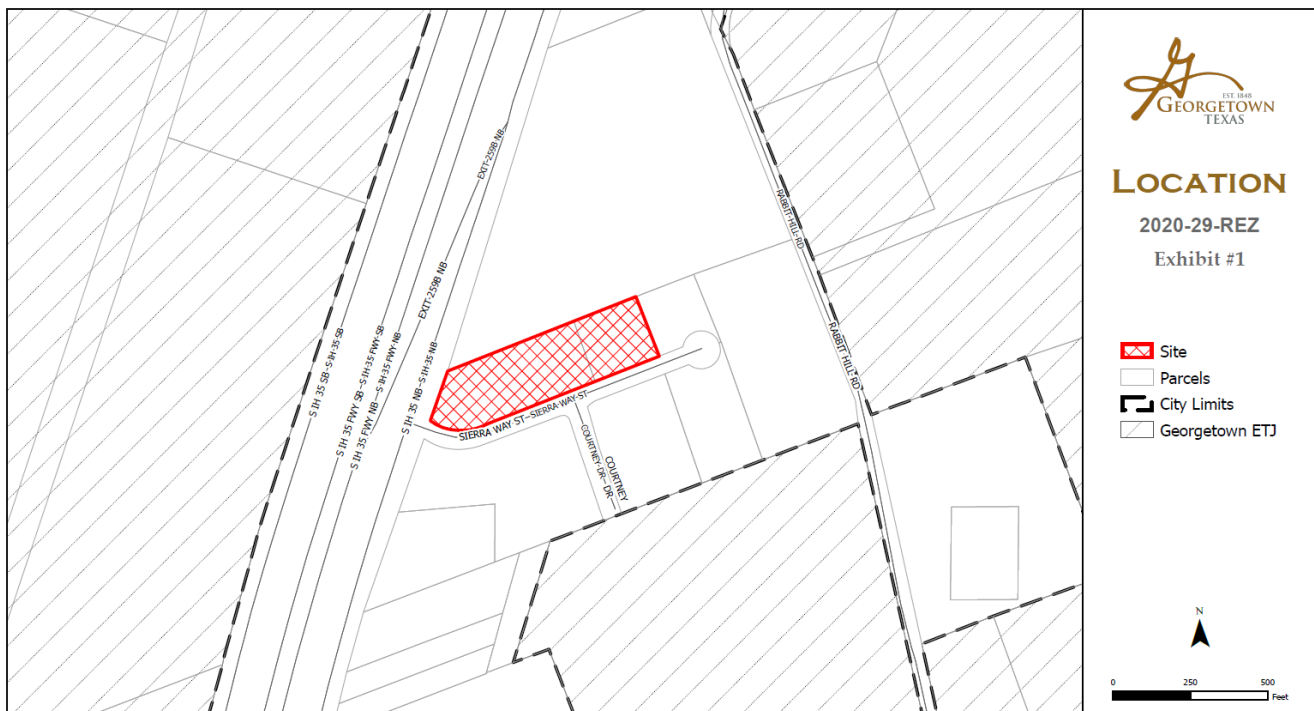 EXIT-259B-NB
EXIT-259B NB
S IH 35 SB
S-IH-35 SB
S IH 35 FWY SB
S-IH-35-FWY-SB
S IH 35 FWY NB
S-IH-35-FWY-NB
S 1H 35 NB
S-IH-35-NB
SIERRA WAY ST
SIERRA-WAY-ST
COURTNEY-DR
COURTNEY
DR
RABBIT-HILL-RD
RABBIT HILL RD
EST. 1848
GEORGETOWN
TEXAS
LOCATION
2020-29-REZ
Exhibit #1
Site
Parcels
City Limits
Georgetown ETJ
N
0 250 500
Feet